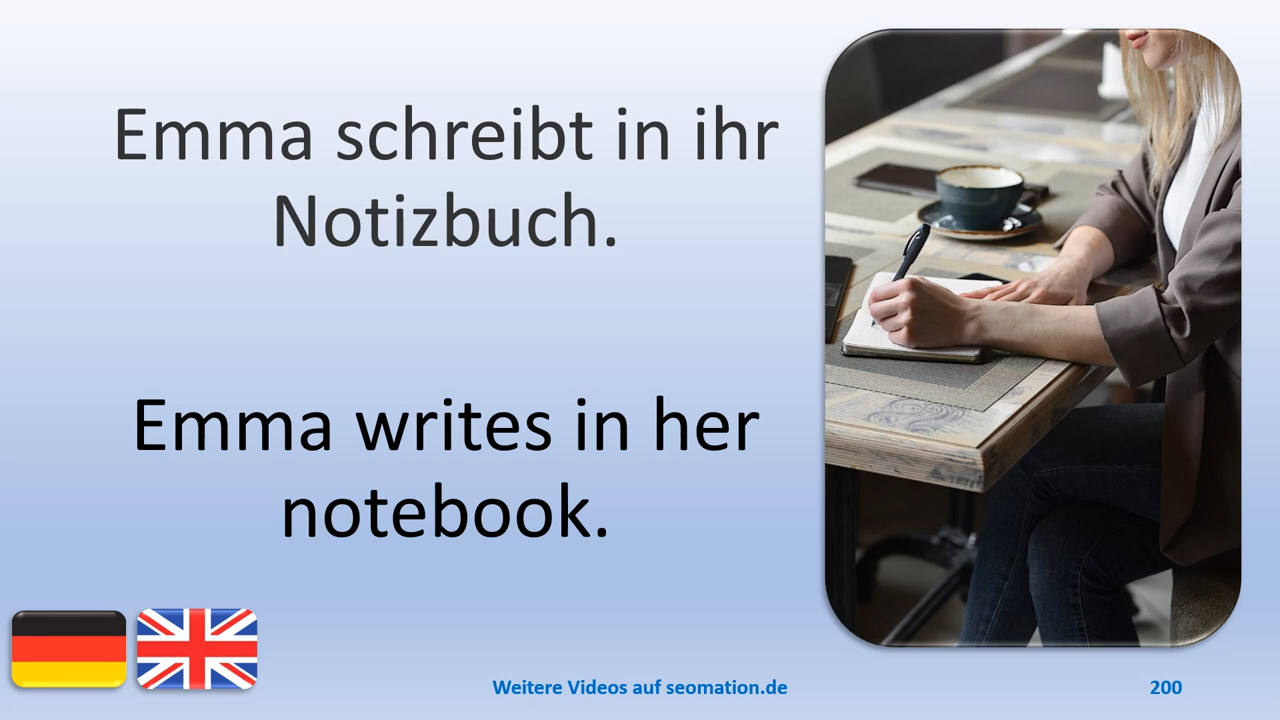 Emma schreibt in ihr
Notizbuch.
Emma writes in her
notebook.
Weitere Videos auf seomation.de
200